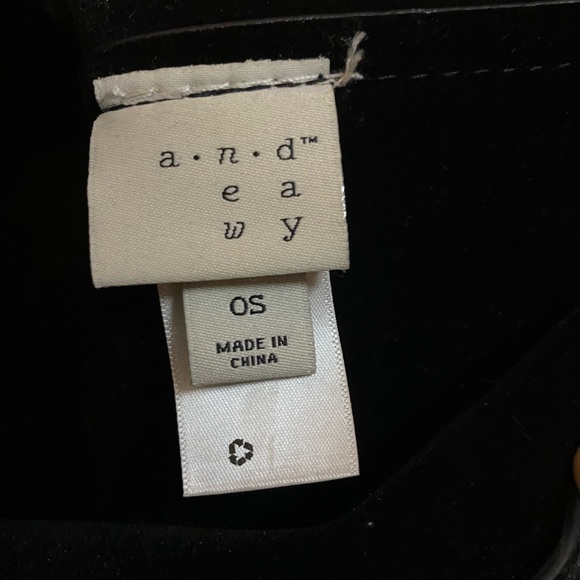 a • n • d™
e a
w y
OS
MADE IN
CHINA